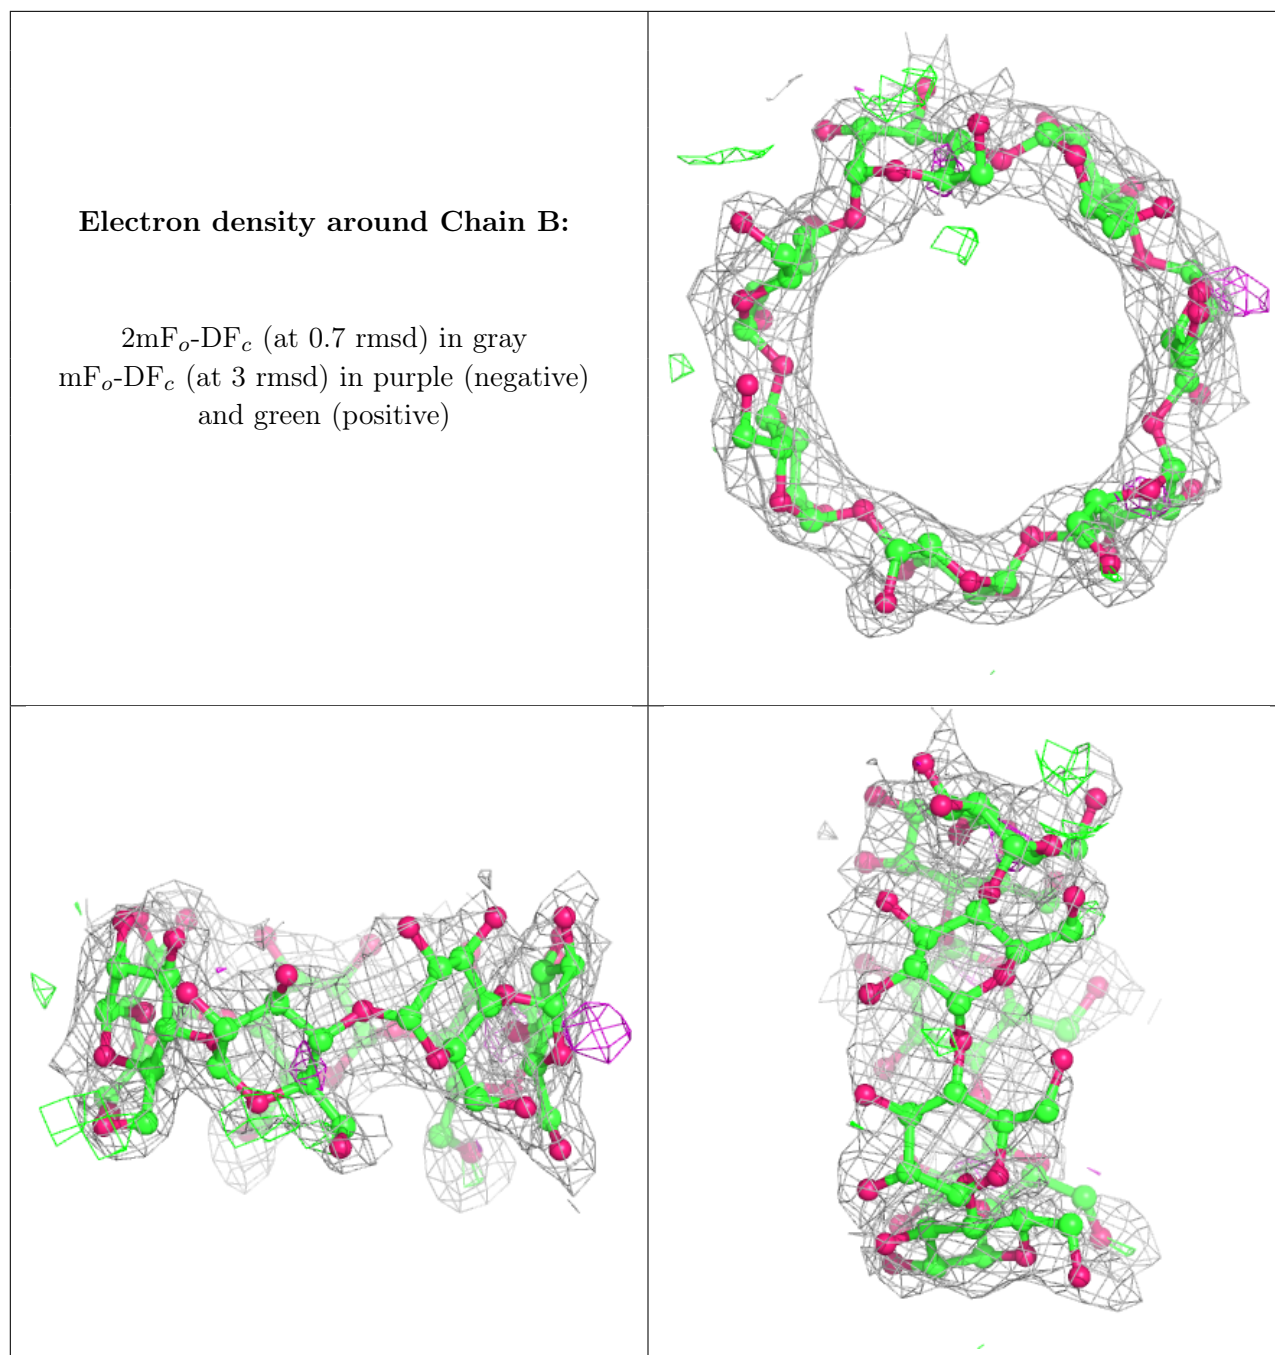 Electron density around Chain B:
2mFo-DFc (at 0.7 rmsd) in gray
mFo-DFc (at 3 rmsd) in purple (negative)
and green (positive)